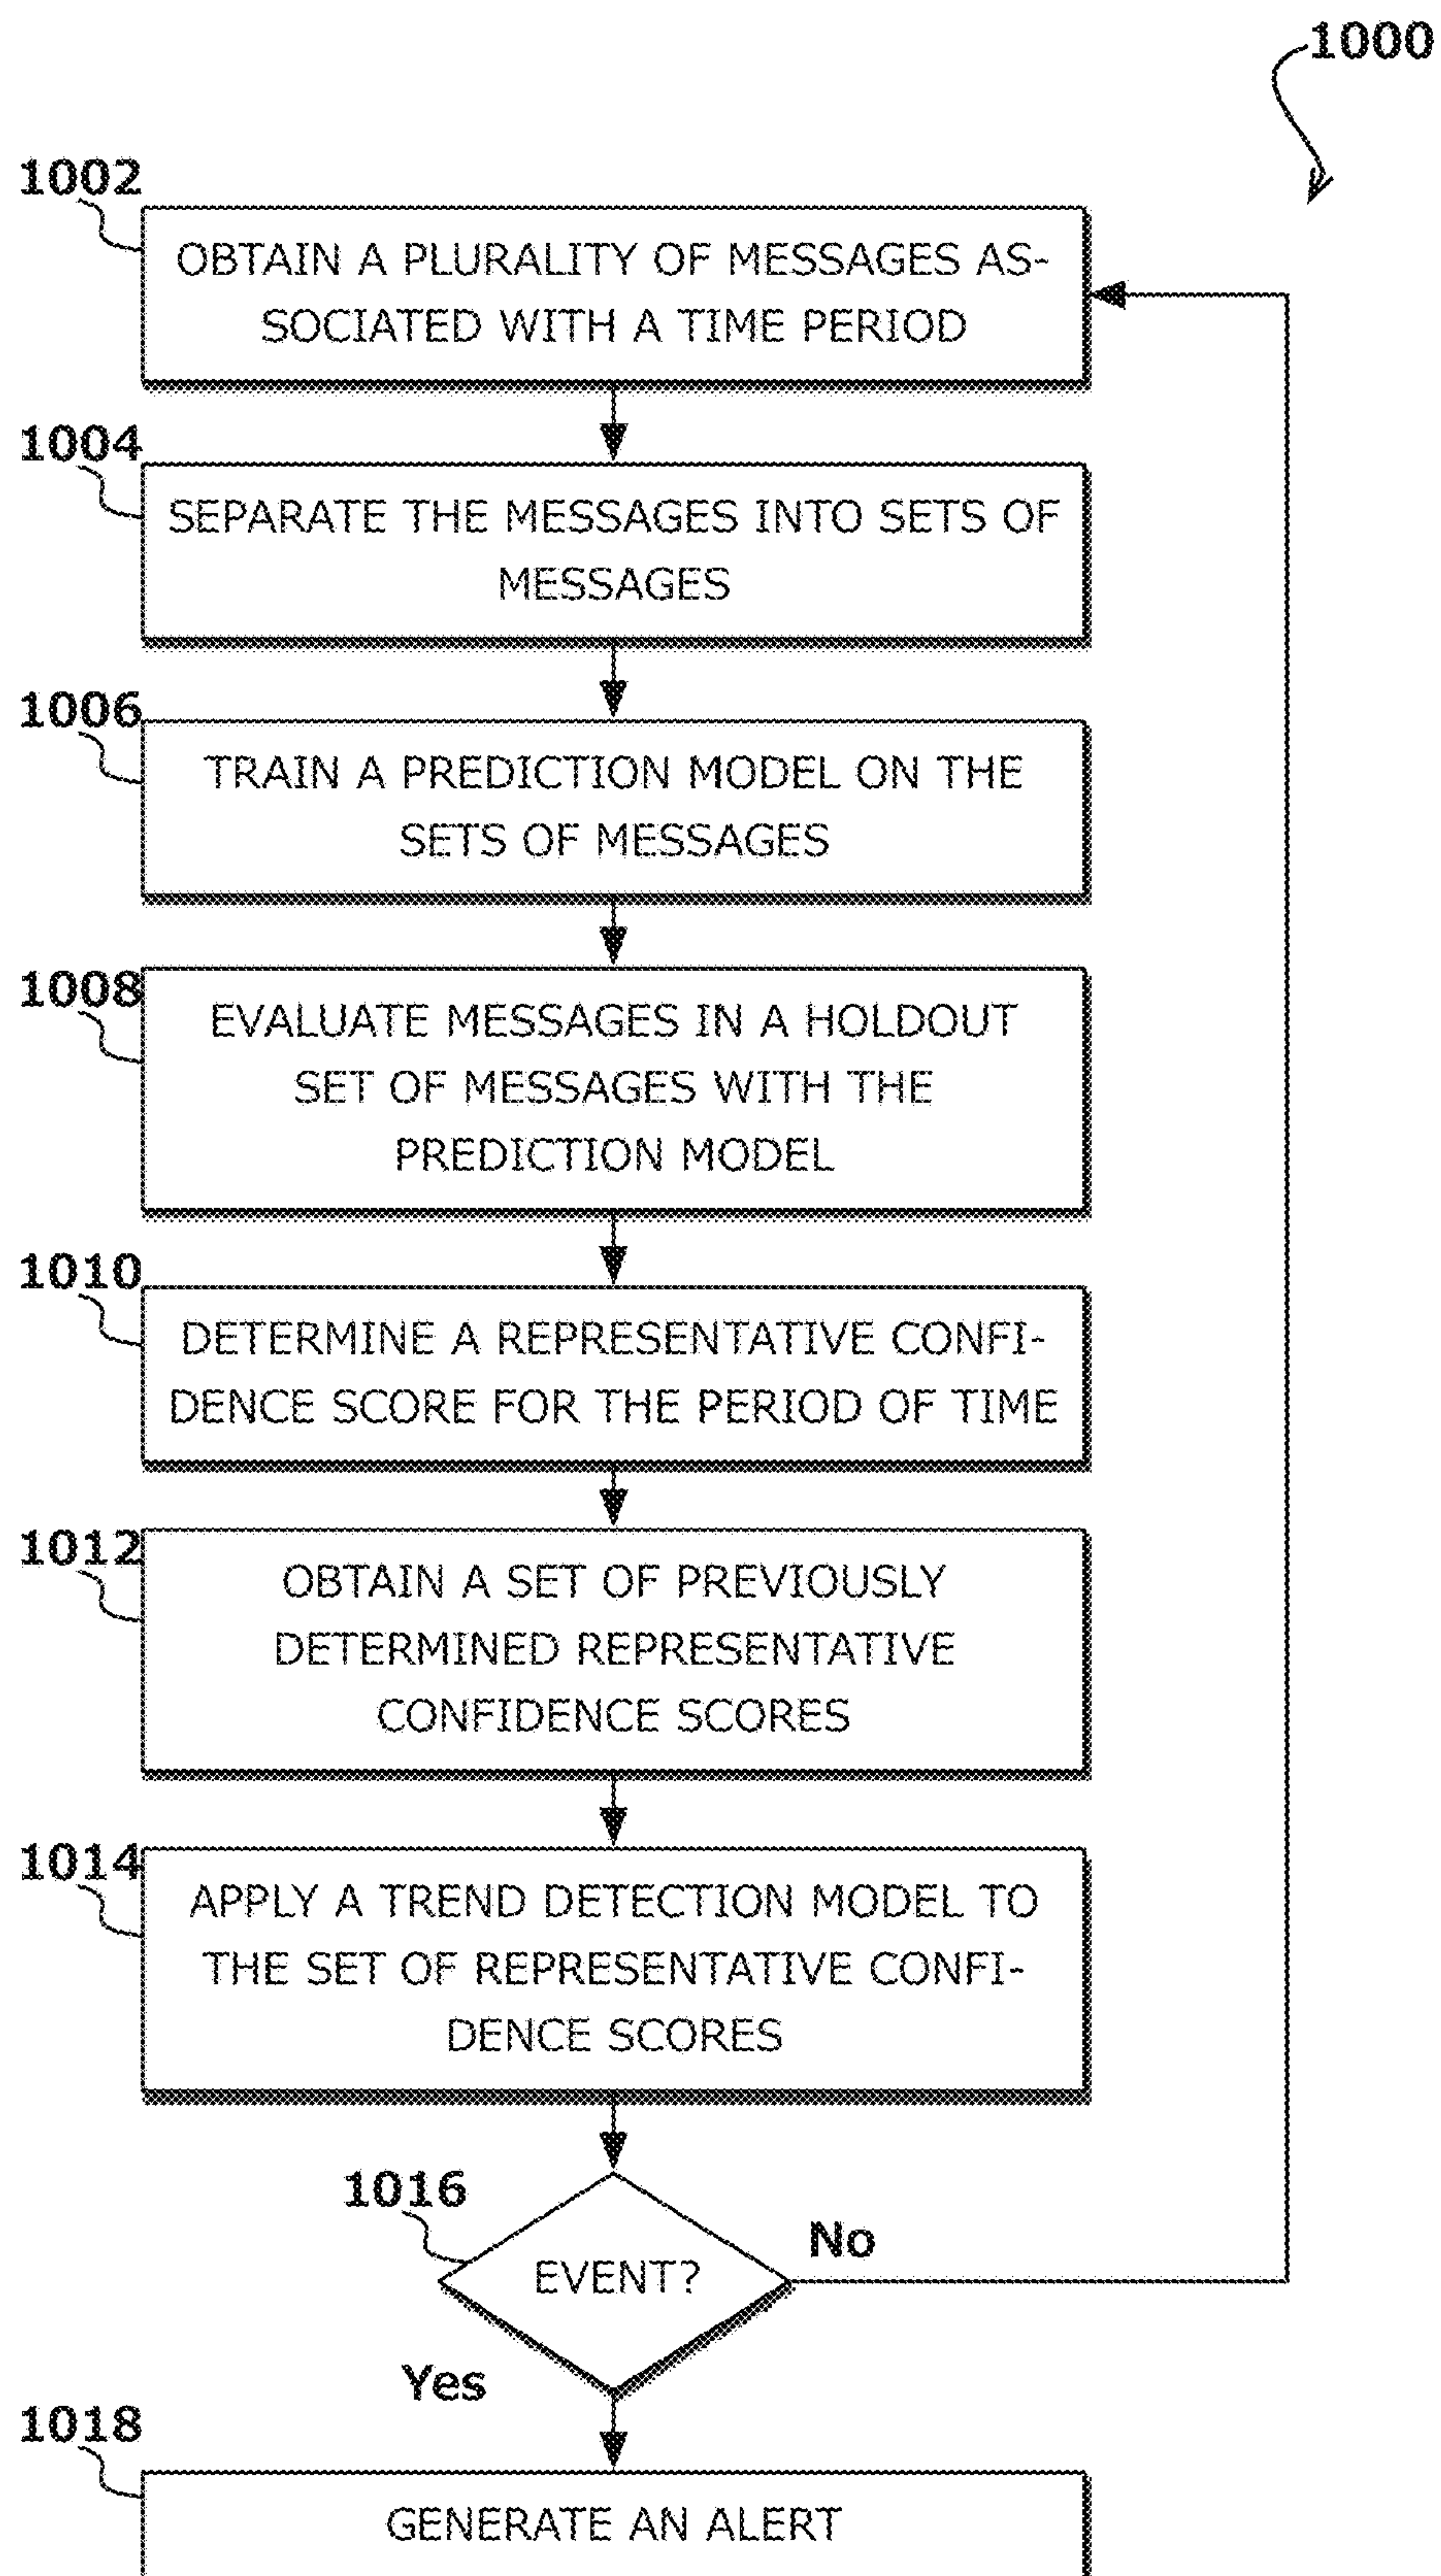 1000
1002
OBTAIN A PLURALITY OF MESSAGES AS-
SOCIATED WITH A TIME PERIOD
1004
SEPARATE THE MESSAGES INTO SETS OF
MESSAGES
1006
TRAIN A PREDICTION MODEL ON THE
SETS OF MESSAGES
1008
EVALUATE MESSAGES IN A HOLDOUT
SET OF MESSAGES WITH THE
PREDICTION MODEL
1010
DETERMINE A REPRESENTATIVE CONFI-
DENCE SCORE FOR THE PERIOD OF TIME
1012
OBTAIN A SET OF PREVIOUSLY
DETERMINED REPRESENTATIVE
CONFIDENCE SCORES
1014
APPLY A TREND DETECTION MODEL TO
THE SET OF REPRESENTATIVE CONFI-
DENCE SCORES
1016
EVENT?
No
Yes
1018
GENERATE AN ALERT